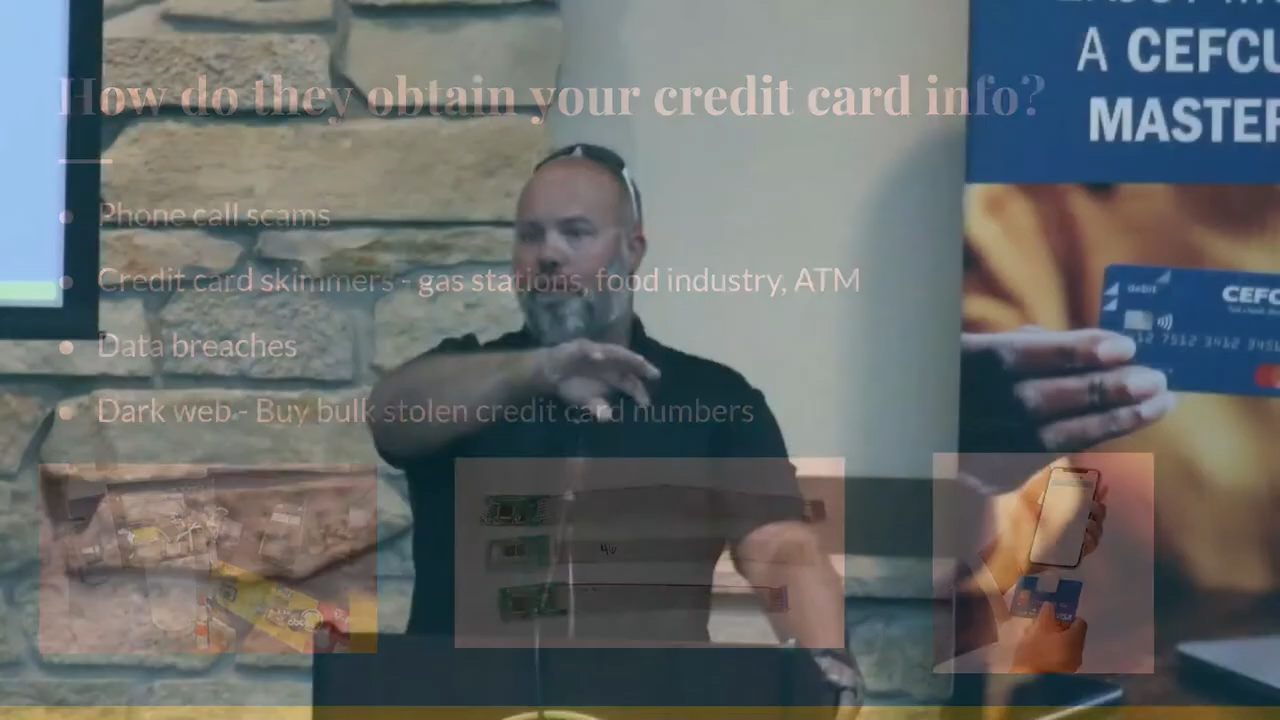 A CEFCU
MASTER
How do they obtain your credit card info?
Phone call scams
Credit card skimmers - gas stations, food industry, ATM
debit
CEFC
Data breaches
Dark web - Buy bulk stolen credit card numbers